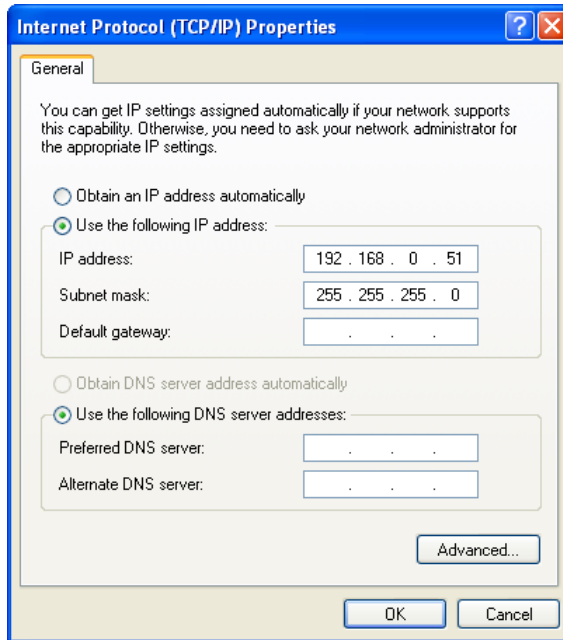 Internet Protocol (TCP/IP) Properties
General
You can get IP settings assigned automatically if your network supports
this capability. Otherwise, you need to ask your network administrator for
the appropriate IP settings.
Obtain an IP address automatically
Use the following IP address:
IP address: 192 . 168 . 0 . 51
Subnet mask: 255 . 255 . 255 . 0
Default gateway: . . .
Obtain DNS server address automatically
Use the following DNS server addresses:
Preferred DNS server: . . .
Alternate DNS server: . . .
Advanced...
OK Cancel